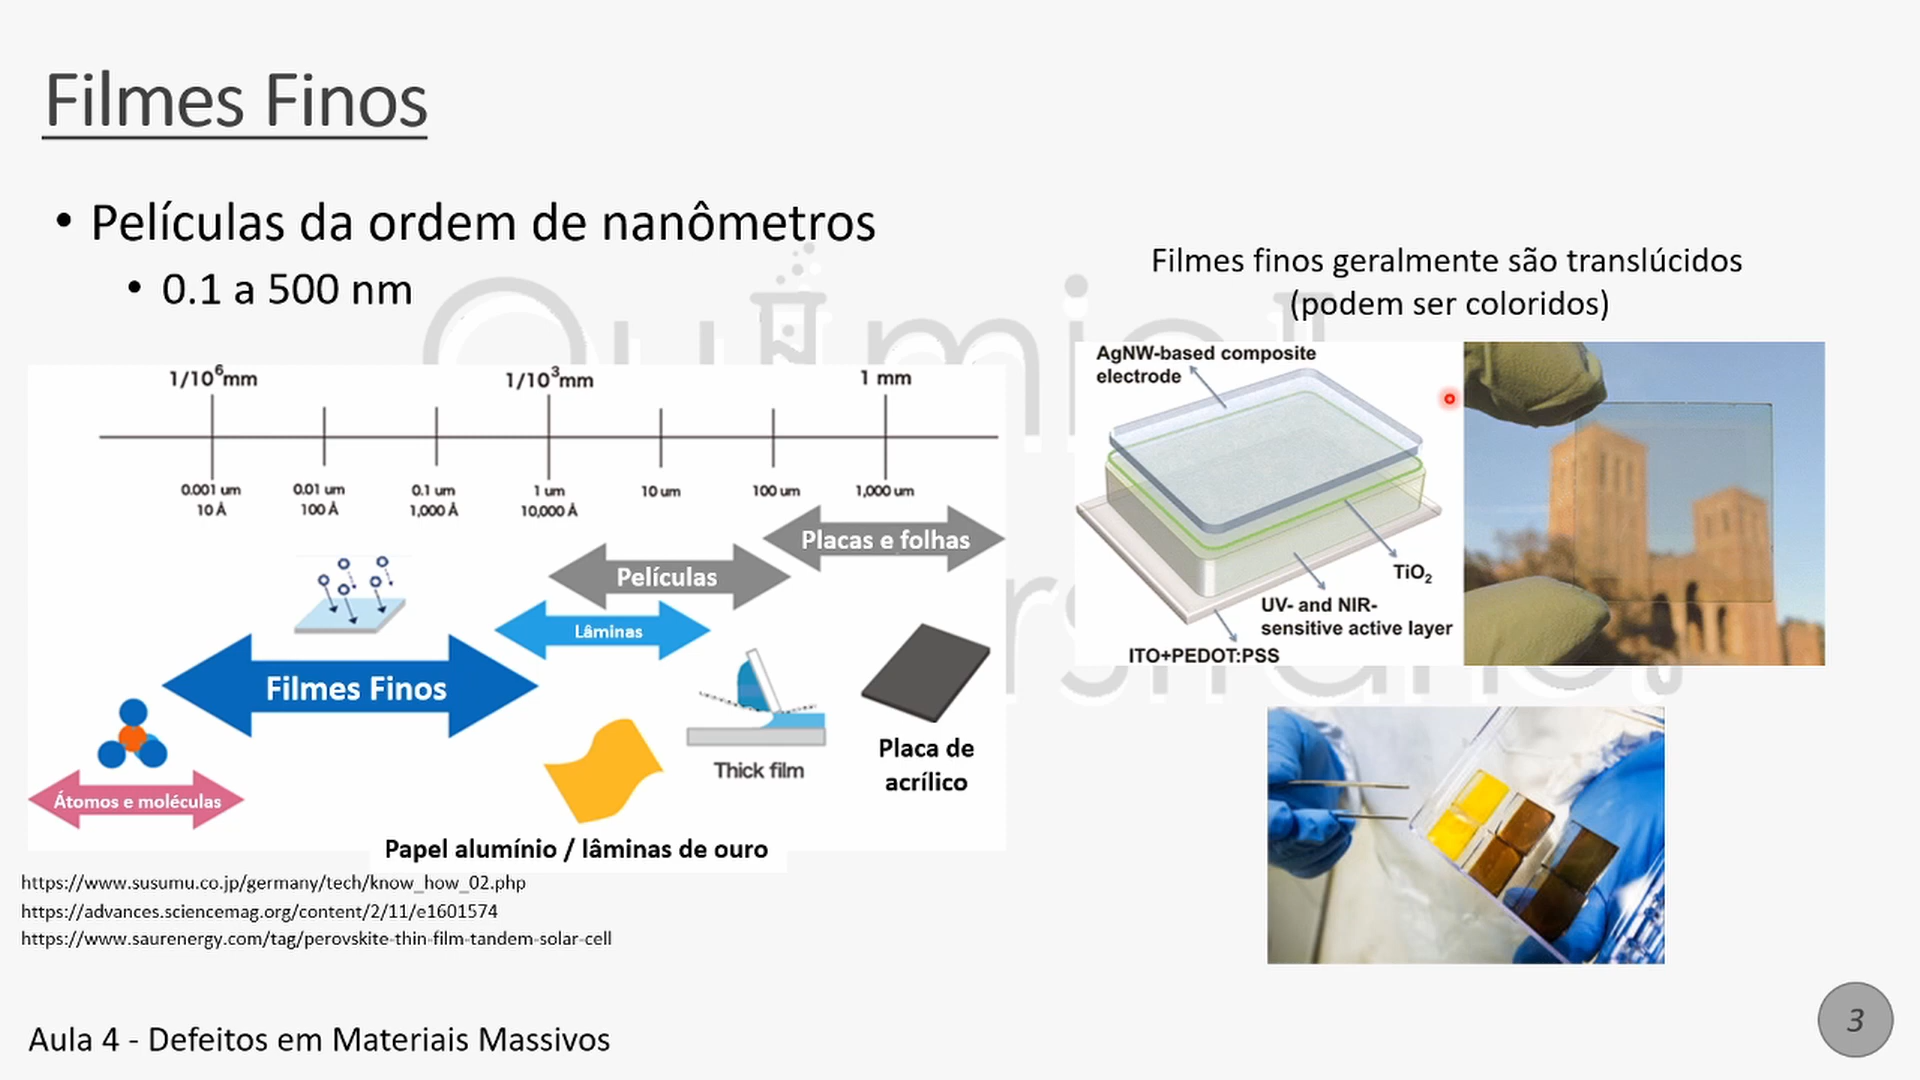 Filmes Finos
• Películas da ordem de nanômetros
• 0.1 a 500 nm
1/10⁶mm
1/10³mm
1 mm
0.001 um
0.01 um
0.1 um
1 um
10 um
100 um
1,000 um
10 Å
100 Å
1,000 Å
10,000 Å
Placas e folhas
Películas
Lâminas
Filmes Finos
Átomos e moléculas
Thick film
Placa de
acrílico
Papel alumínio / lâminas de ouro
https://www.susumu.co.jp/germany/tech/know_how_02.php
https://advances.sciencemag.org/content/2/11/e1601574
https://www.saurenergy.com/tag/perovskite-thin-film-tandem-solar-cell
Filmes finos geralmente são translúcidos
(podem ser coloridos)
AgNW-based composite
electrode
TiO₂
UV- and NIR-
sensitive active layer
ITO+PEDOT:PSS
Aula 4 - Defeitos em Materiais Massivos
3